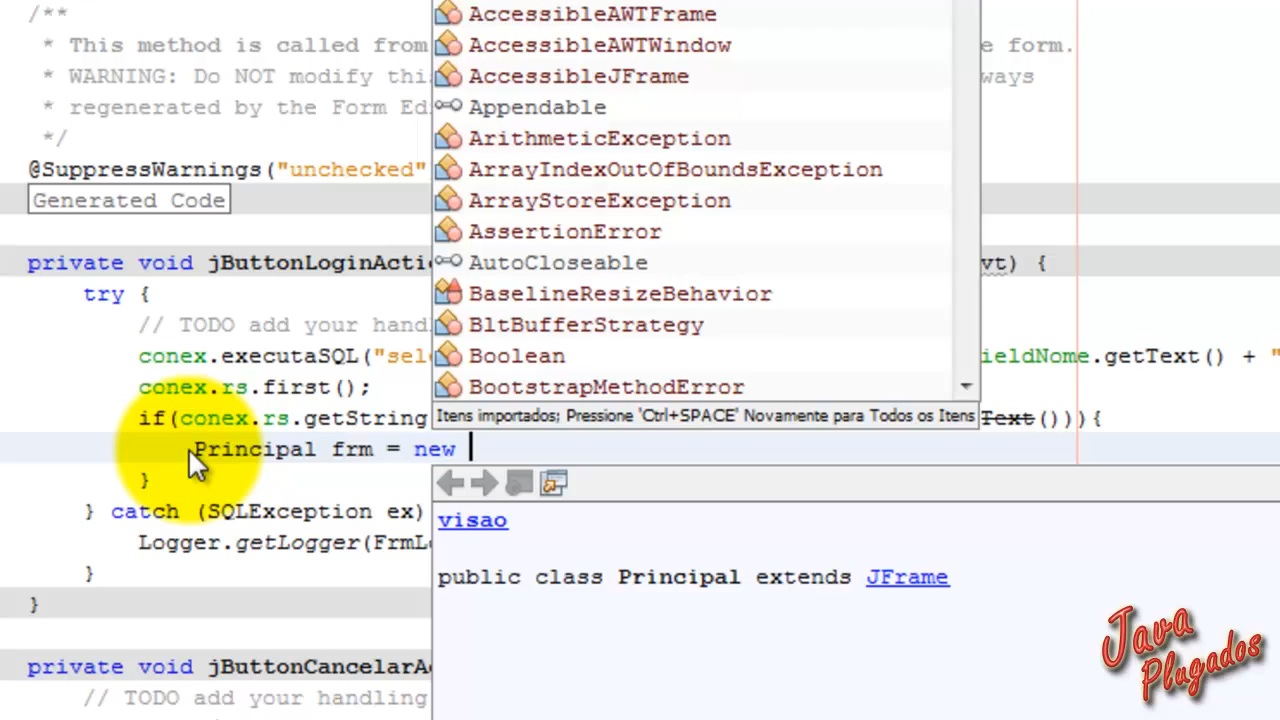 /**
* This method is called from
e form.
* WARNING: Do NOT modify thi
ways
* regenerated by the Form Ed
*/
@SuppressWarnings("unchecked"
Generated Code
private void jButtonLoginActi
vt) {
try {
// TODO add your hand
conex.executaSQL("sel
ieldNome.getText() + "
conex.rs.first();
if(conex.rs.getString
Text())){
Principal frm = new
}
} catch (SQLException ex)
Logger.getLogger(FrmL
}
}
private void jButtonCancelarA
// TODO add your handling
AccessibleAWTFrame
AccessibleAWTWindow
AccessibleJFrame
Appendable
ArithmeticException
ArrayIndexOutOfBoundsException
ArrayStoreException
AssertionError
AutoCloseable
BaselineResizeBehavior
BltBufferStrategy
Boolean
BootstrapMethodError
Itens importados; Pressione 'Ctrl+SPACE' Novamente para Todos os Itens
visao
public class Principal extends JFrame
Java
Plugados